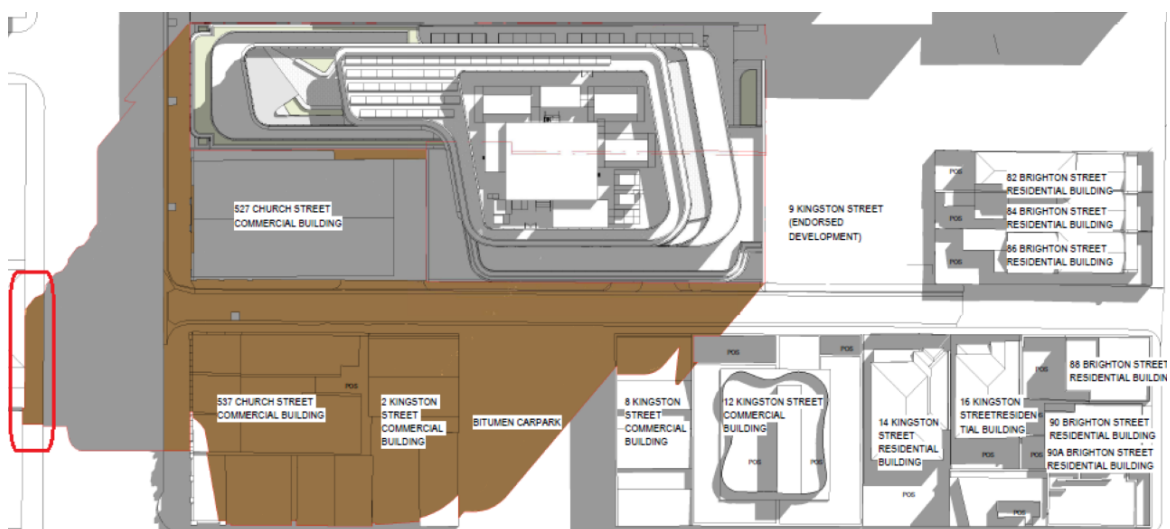 POS
82 BRIGHTON STREET
RESIDENTIAL BUILDING
POS
84 BRIGHTON STREET
RESIDENTIAL BUILDING
86 BRIGHTON STREET
RESIDENTIAL BUILDING
POS
527 CHURCH STREET
COMMERCIAL BUILDING
9 KINGSTON STREET
(ENDORSED
DEVELOPMENT)
POS
POS
POS
88 BRIGHTON STREET
RESIDENTIAL BUILDIN
POS
537 CHURCH STREET
COMMERCIAL BUILDING
2 KINGSTON
STREET
COMMERCIAL
BUILDING
BITUMEN CARPARK
8 KINGSTON
STREET
COMMERCIAL
BUILDING
12 KINGSTON STREET
COMMERCIAL
BUILDING
POS
POS
14 KINGSTON
STREET
RESIDENTIAL
BUILDING
POS
16 KINGSTON
STREETRESIDEN
TIAL BUILDING
POS
POS
90 BRIGHTON STREET
RESIDENTIAL BUILDING
90A BRIGHTON STREET
RESIDENTIAL BUILDING